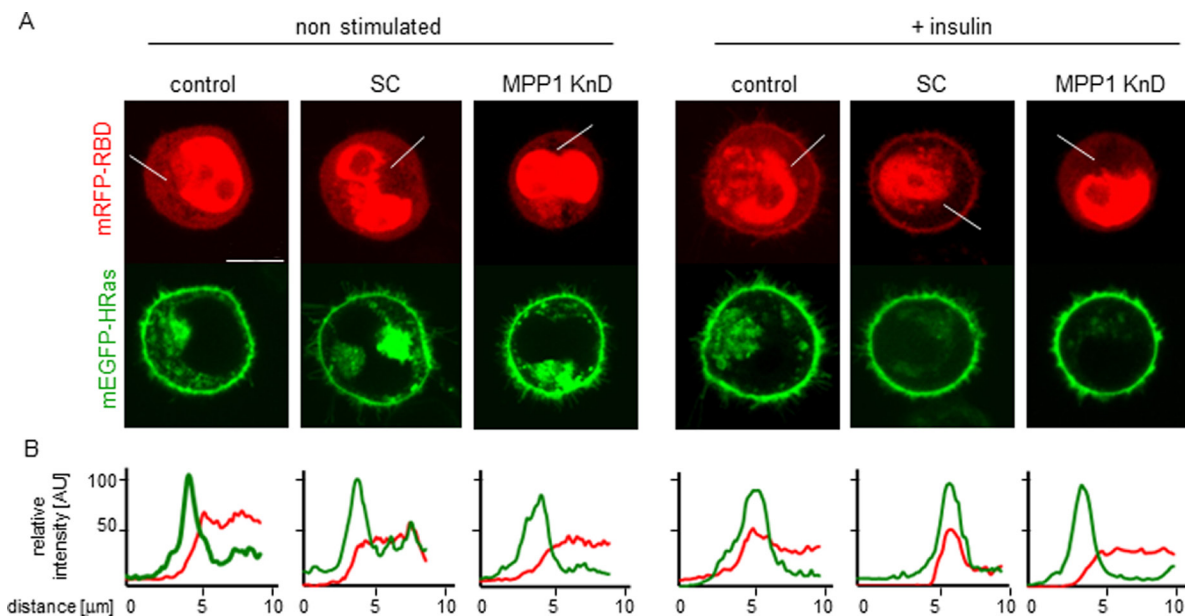 A
non stimulated
+ insulin
control SC MPP1 KnD control SC MPP1 KnD
mRFP-RBD
mEGFP-HRas
B
relative
intensity [AU]
100
50
distance [µm] 0 5 10 0 5 10 0 5 10 0 5 10 0 5 10 0 5 10